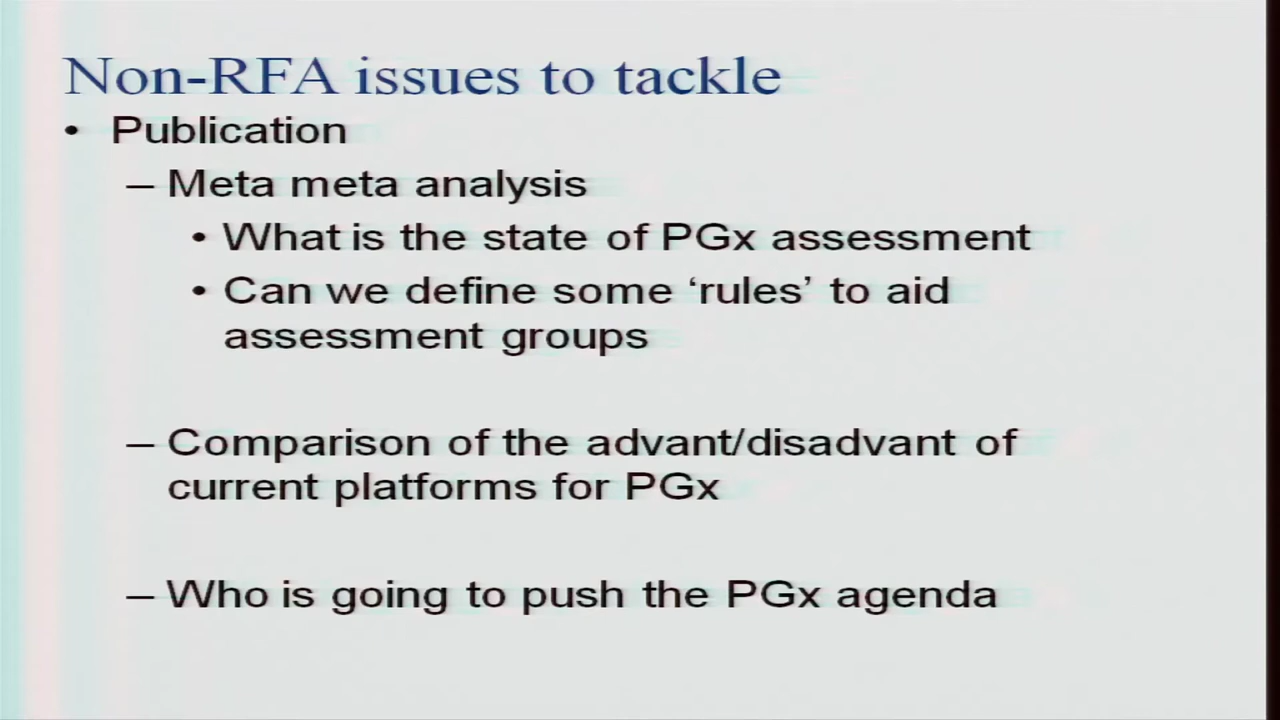 Non-RFA issues to tackle
• Publication
– Meta meta analysis
• What is the state of PGx assessment
• Can we define some ‘rules’ to aid
assessment groups
– Comparison of the advant/disadvant of
current platforms for PGx
– Who is going to push the PGx agenda